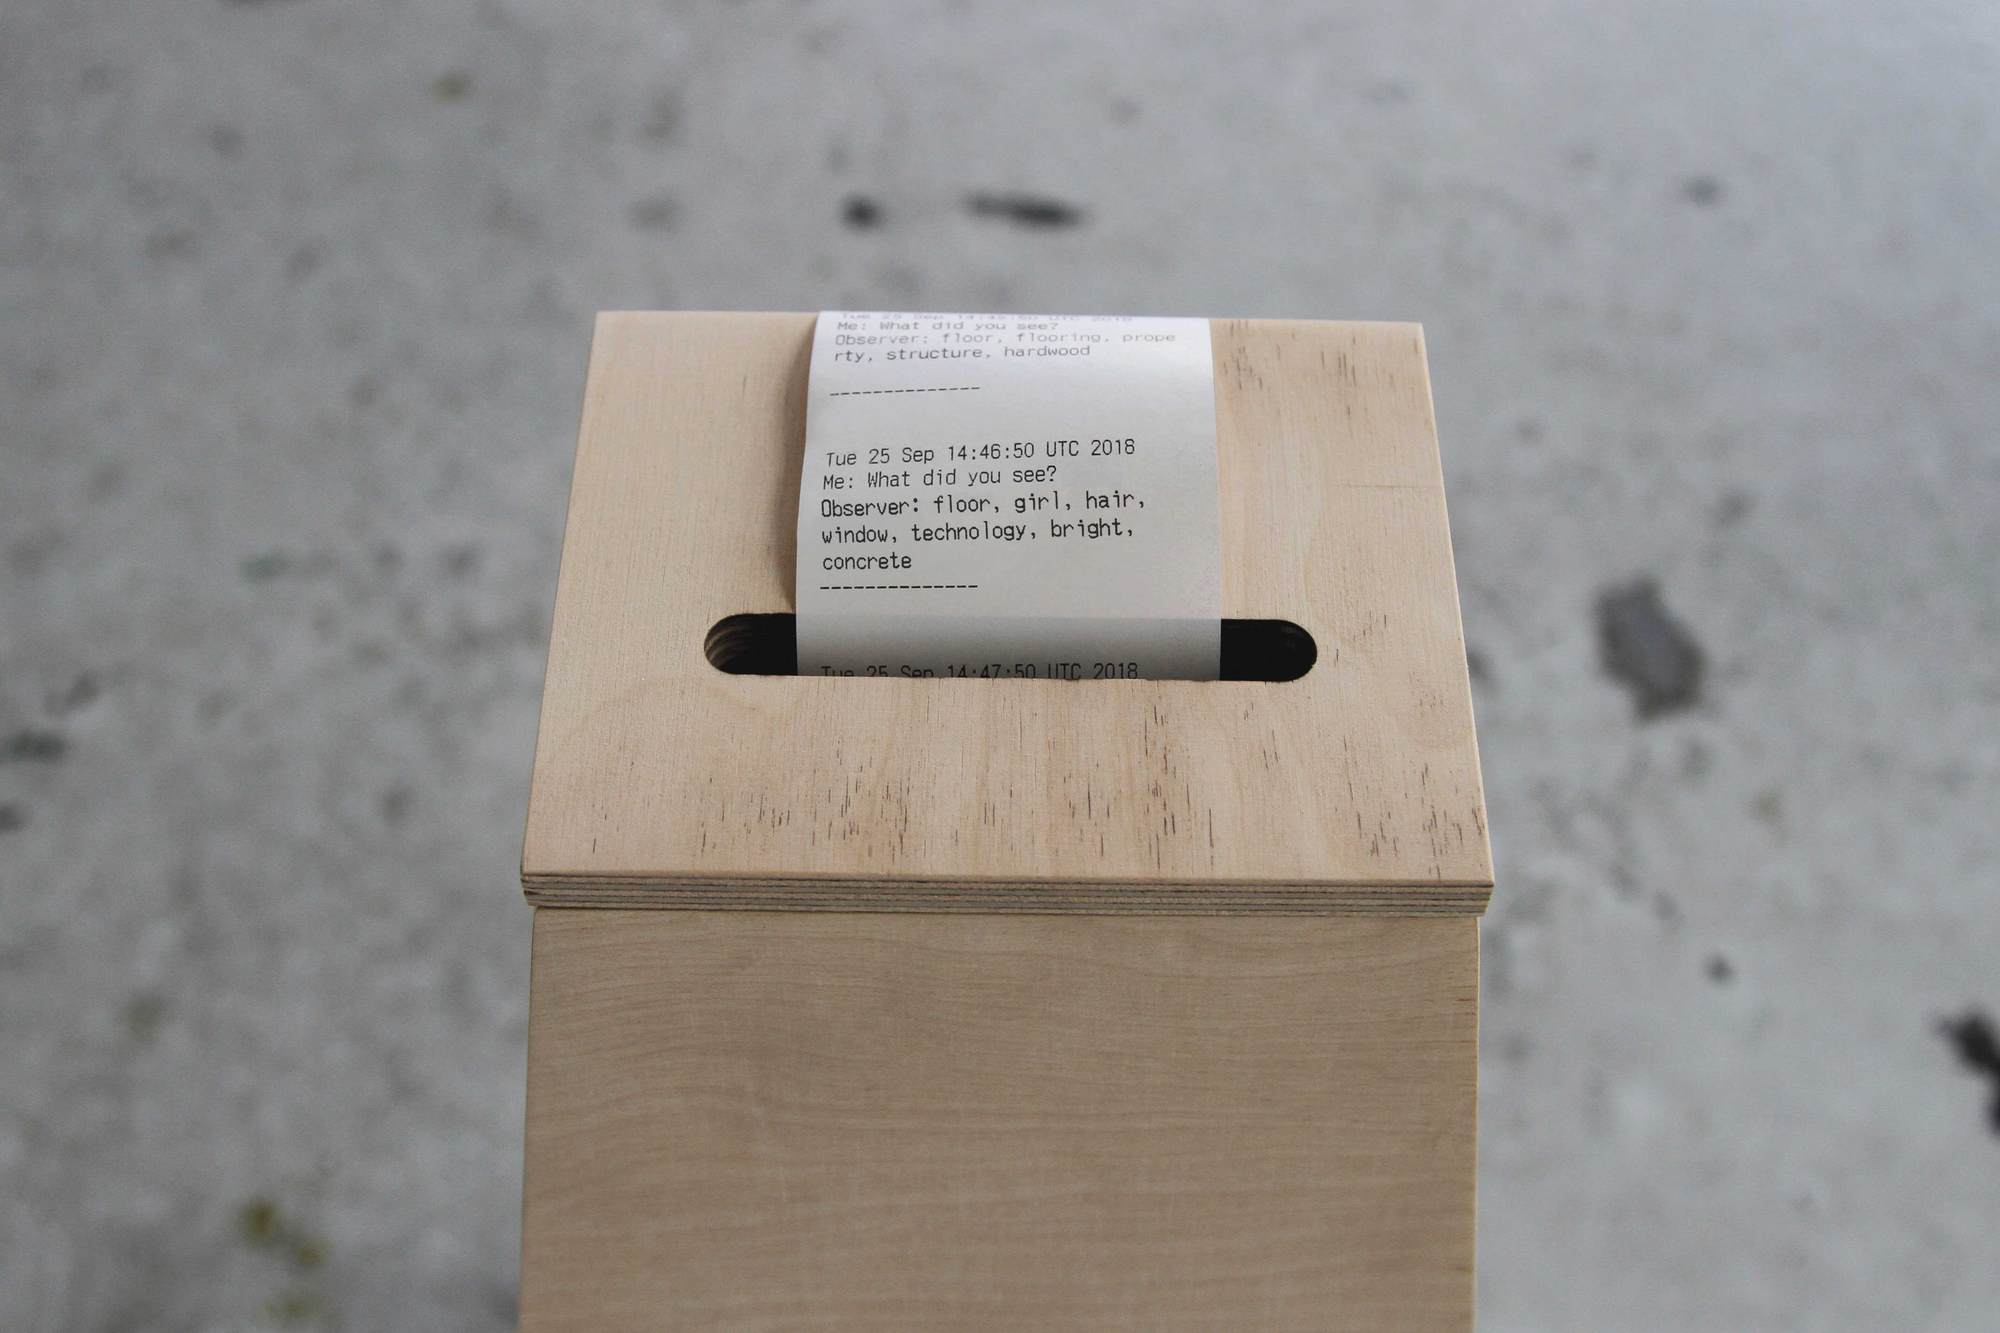 Tue 25 Sep 14:45:50 UTC 2018
Me: What did you see?
Observer: floor, flooring, prope
rty, structure, hardwood
--------------
Tue 25 Sep 14:46:50 UTC 2018
Me: What did you see?
Observer: floor, girl, hair,
window, technology, bright,
concrete
--------------
Tue 25 Sep 14:47:50 UTC 2018